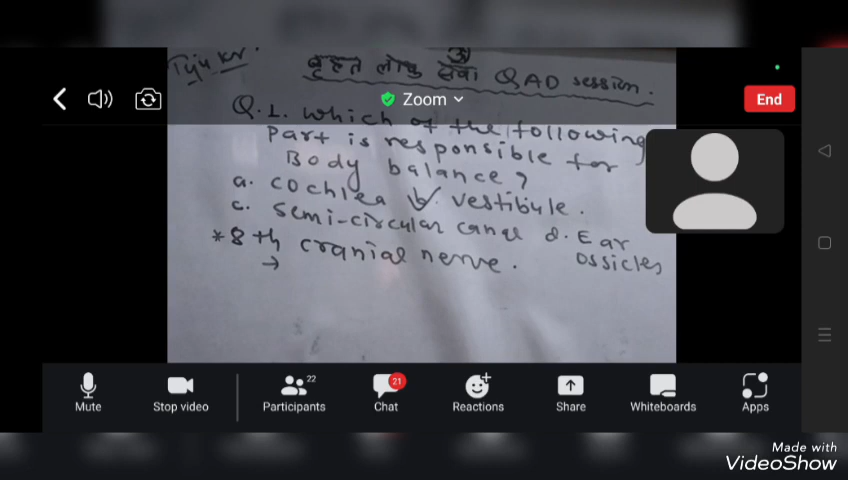 बृहत लोक सेवा Q A D session.
Zoom
End
Q.1. which of the following
part is responsible for
Body balance?
a. cochlea b. vestibule.
c. semi-circular canal d. Ear
ossicles
*8th cranial nerve.
→
22
21
Mute
Stop video
Participants
Chat
Reactions
Share
Whiteboards
Apps
Made with
VideoShow